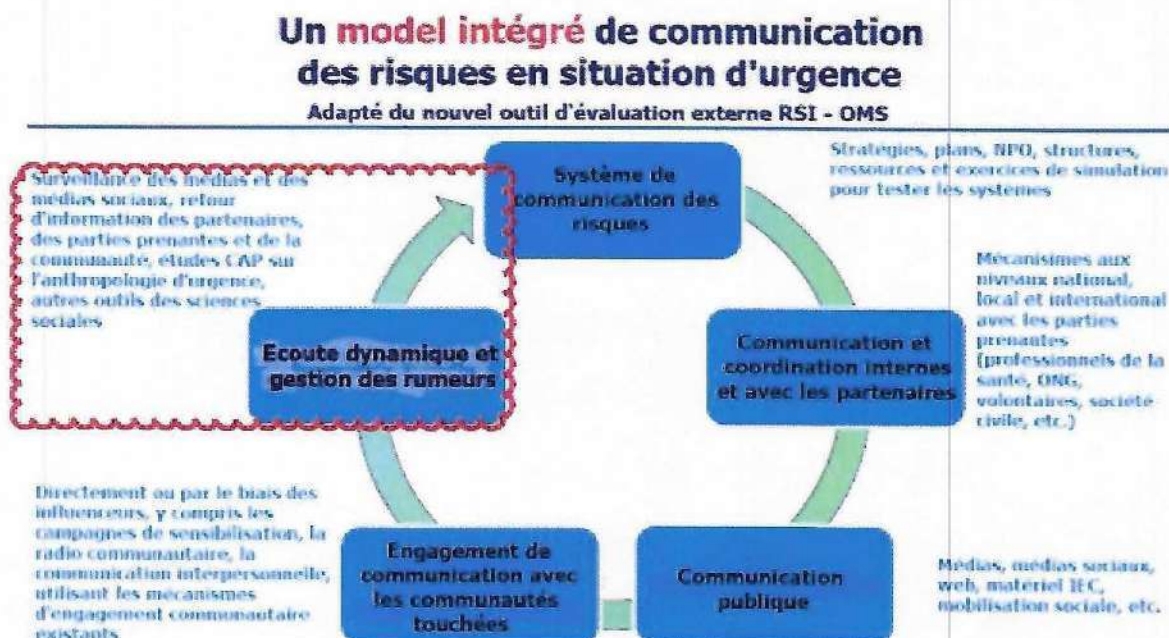 Un model intégré de communication
des risques en situation d'urgence
Adapté du nouvel outil d'évaluation externe RSI - OMS
Système de
communication des
risques
Stratégies, plans, NPO, structures,
ressources et exercices de simulation
pour tester les systèmes
Communication et
coordination internes
et avec les partenaires
Mécanisimes aux
niveaux national,
local et international
avec les parties
prenantes
(professionnels de la
santé, ONG,
volontaires, société
civile, etc.)
Communication
publique
Médias, médias sociaux,
web, matériel IEC,
mobilisation sociale, etc.
Engagement de
communication avec
les communautés
touchées
Directement ou par le biais des
influenceurs, y compris les
campagnes de sensibilisation, la
radio communautaire, la
communication interpersonnelle,
utilisant les mécanismes
d'engagement communautaire
existants
Ecoute dynamique et
gestion des rumeurs
Surveillance des médias et des
médias sociaux, retour
d'information des partenaires,
des parties prenantes et de la
communauté, études CAP sur
l'anthropologie d'urgence,
autres outils des sciences
sociales